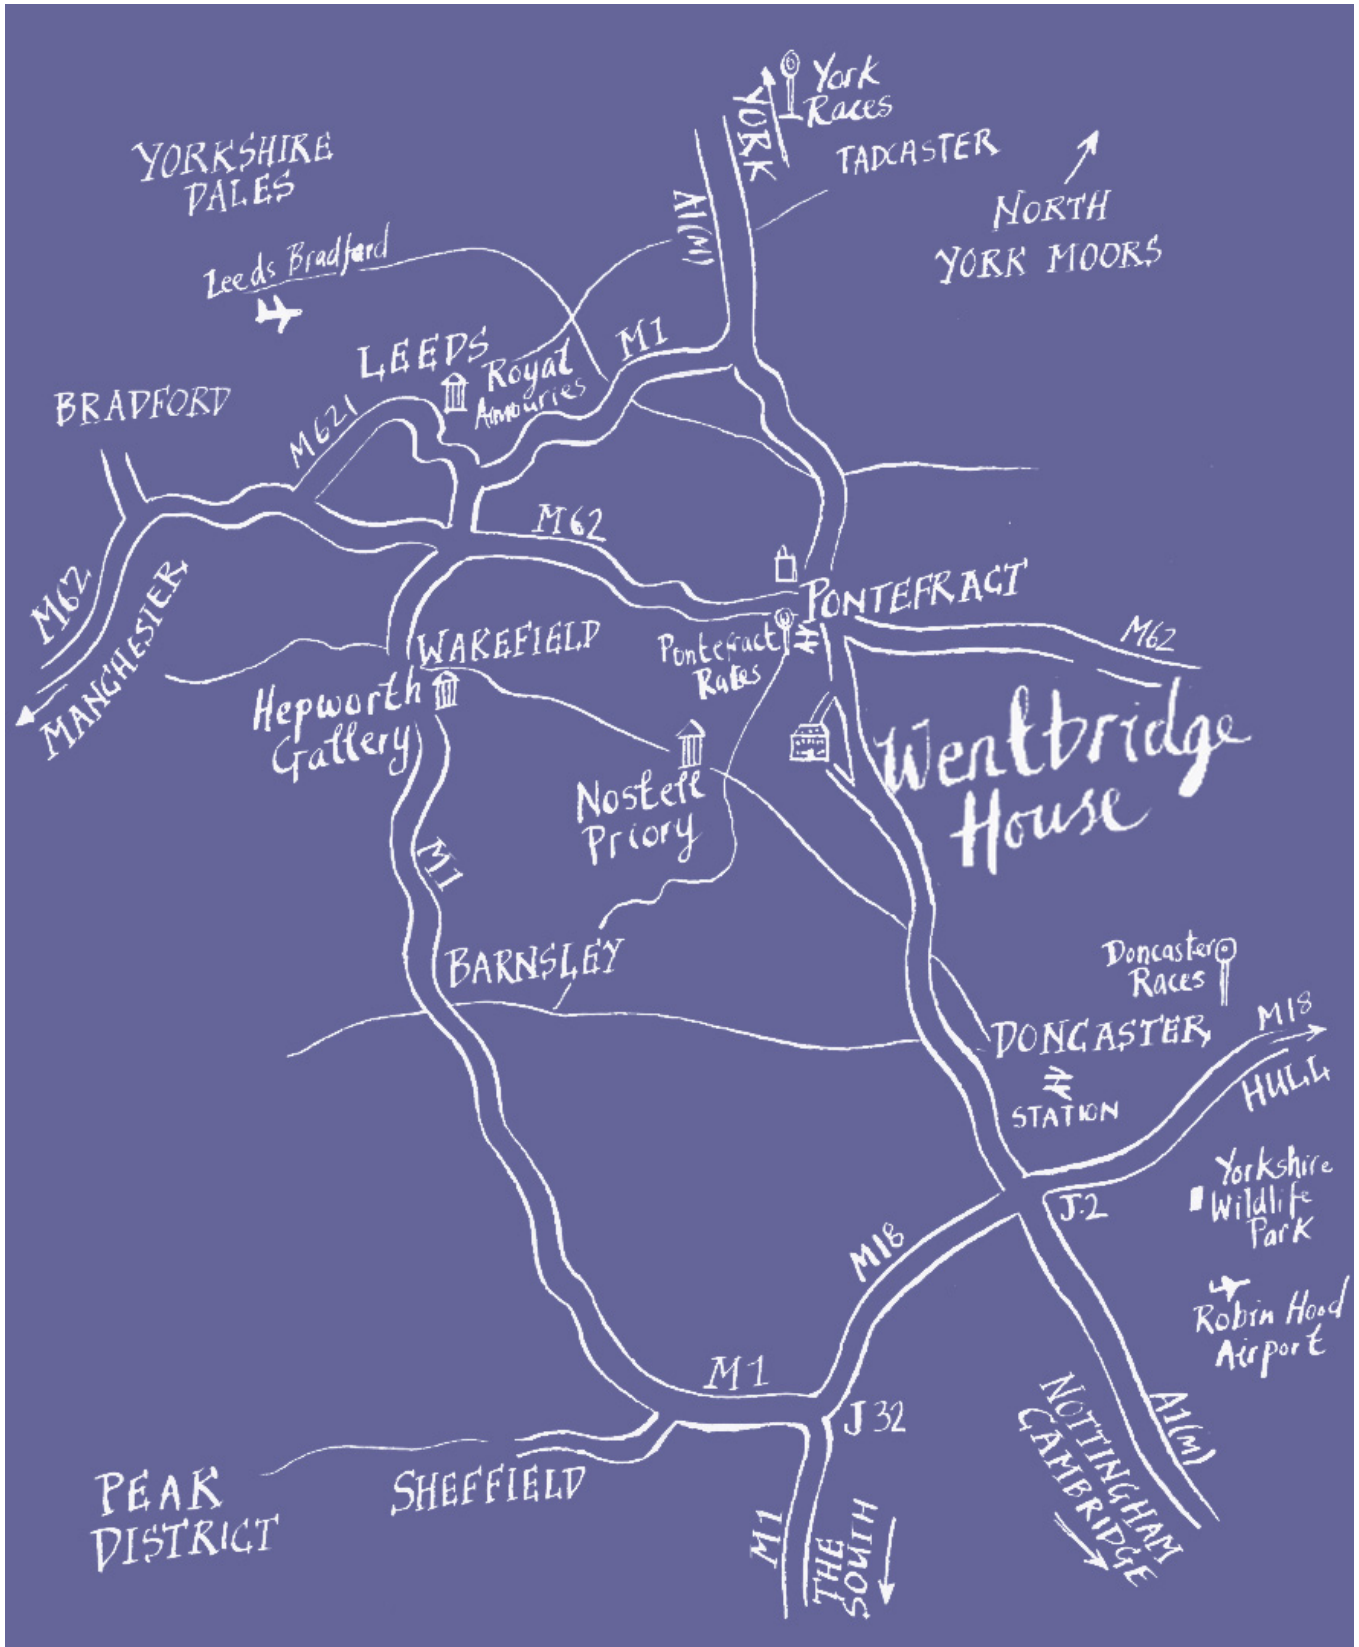 York
Races
YORK
TADCASTER
YORKSHIRE
DALES
A1(M)
NORTH
YORK MOORS
Leeds Bradford
LEEDS
M1
Royal
Armouries
BRADFORD
M621
M62
M62
MANCHESTER
PONTEFRACT
M62
WAKEFIELD
Pontefract
Races
Hepworth
Gallery
Wentbridge
House
Nostell
Priory
M1
BARNSLEY
Doncaster
Races
DONCASTER
M18
HULL
STATION
Yorkshire
Wildlife
Park
J.2
M18
Robin Hood
Airport
M1
J 32
NOTTINGHAM
CAMBRIDGE
A1(M)
PEAK
DISTRICT
SHEFFIELD
M1
THE
SOUTH